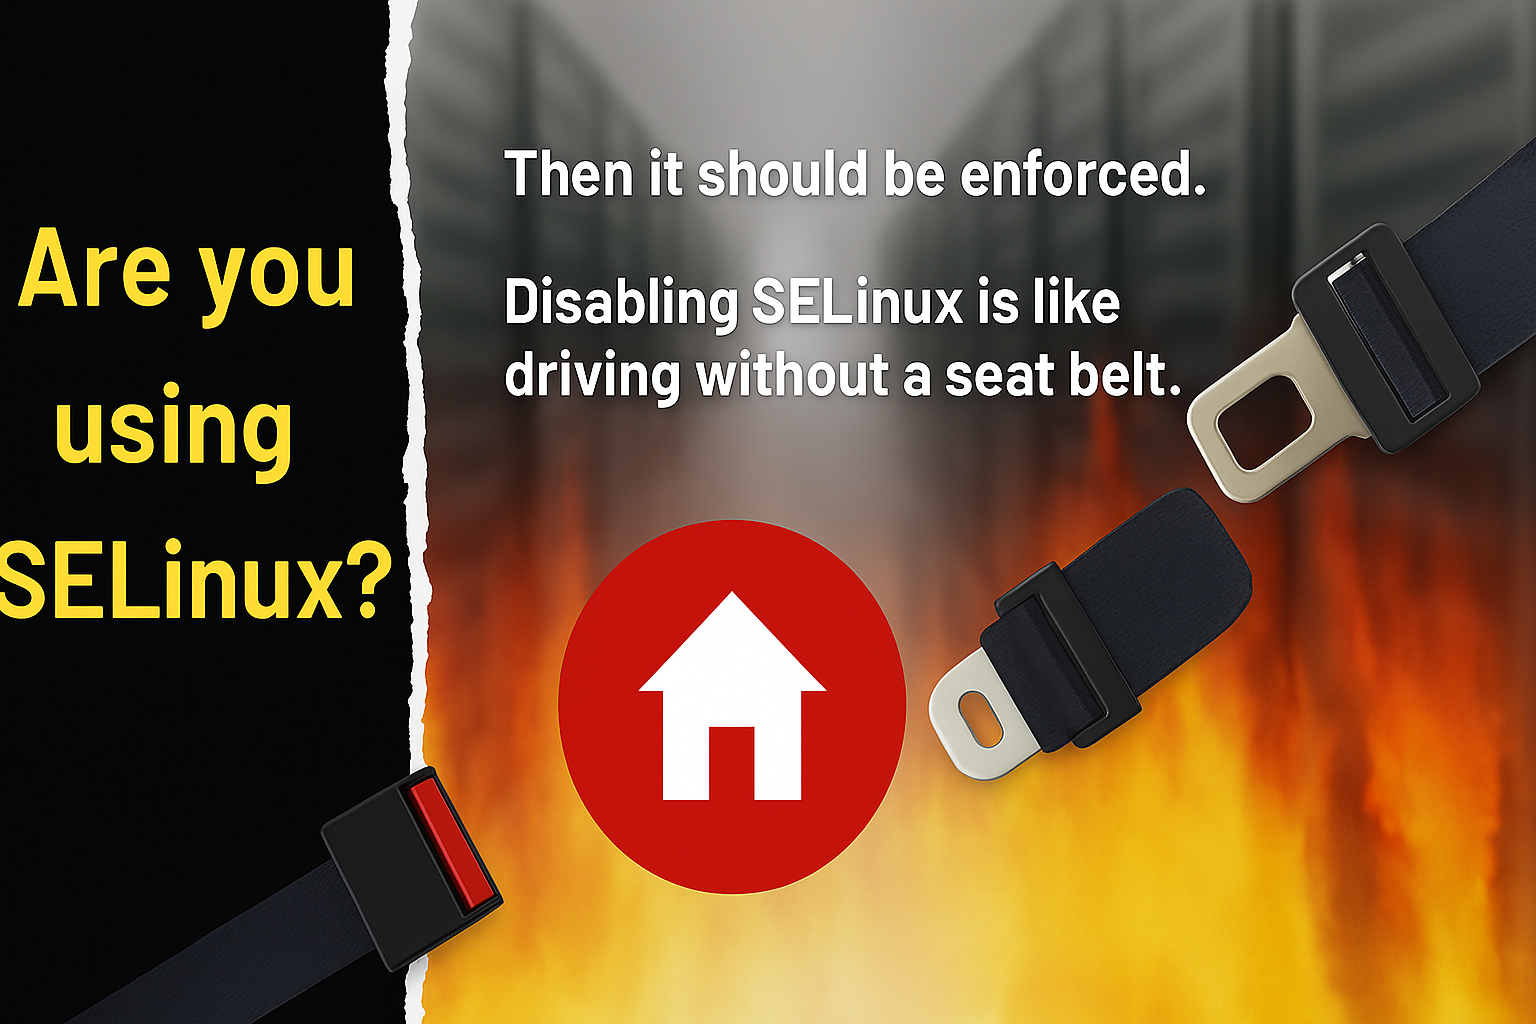 Are you
using
SELinux?
Then it should be enforced.
Disabling SELinux is like
driving without a seat belt.